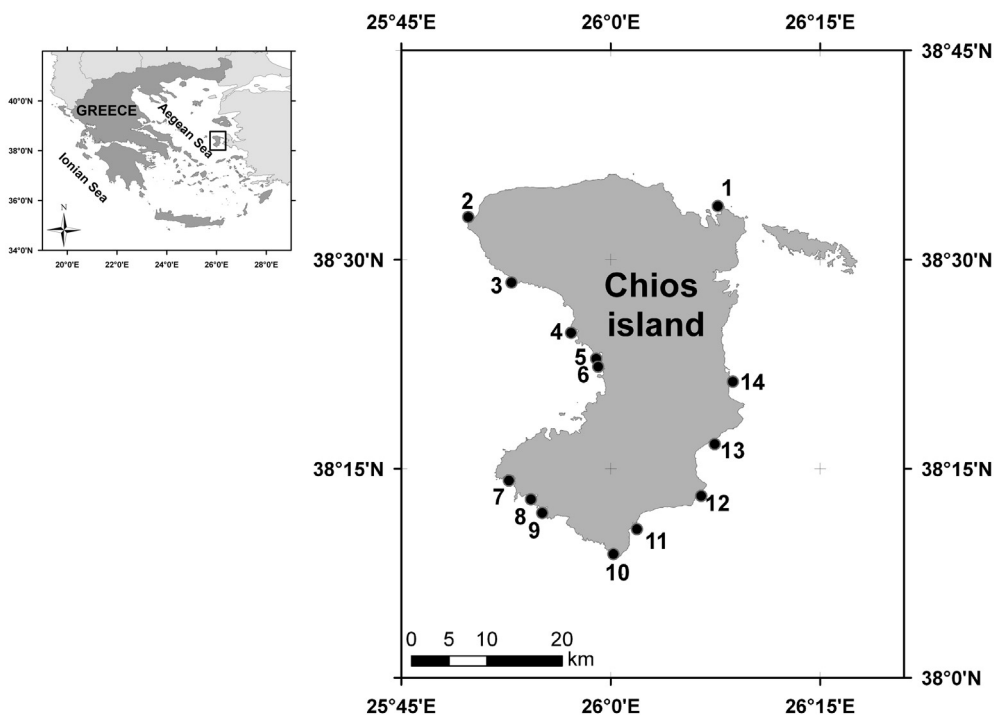 25°45'E 26°0'E 26°15'E
40°0'N
38°0'N
36°0'N
34°0'N
20°0'E 22°0'E 24°0'E 26°0'E 28°0'E
GREECE
Aegean Sea
Ionian Sea
N
38°45'N
38°30'N 38°30'N
38°15'N 38°15'N
38°0'N
1
2
3
4
5
6
Chios
island
14
13
7
8
9
12
11
10
0 5 10 20
km
25°45'E 26°0'E 26°15'E